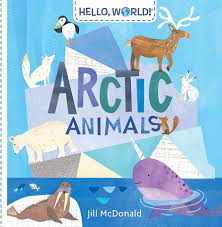 HELLO, WORLD!
ARCTIC
ANIMALS
Jill McDonald